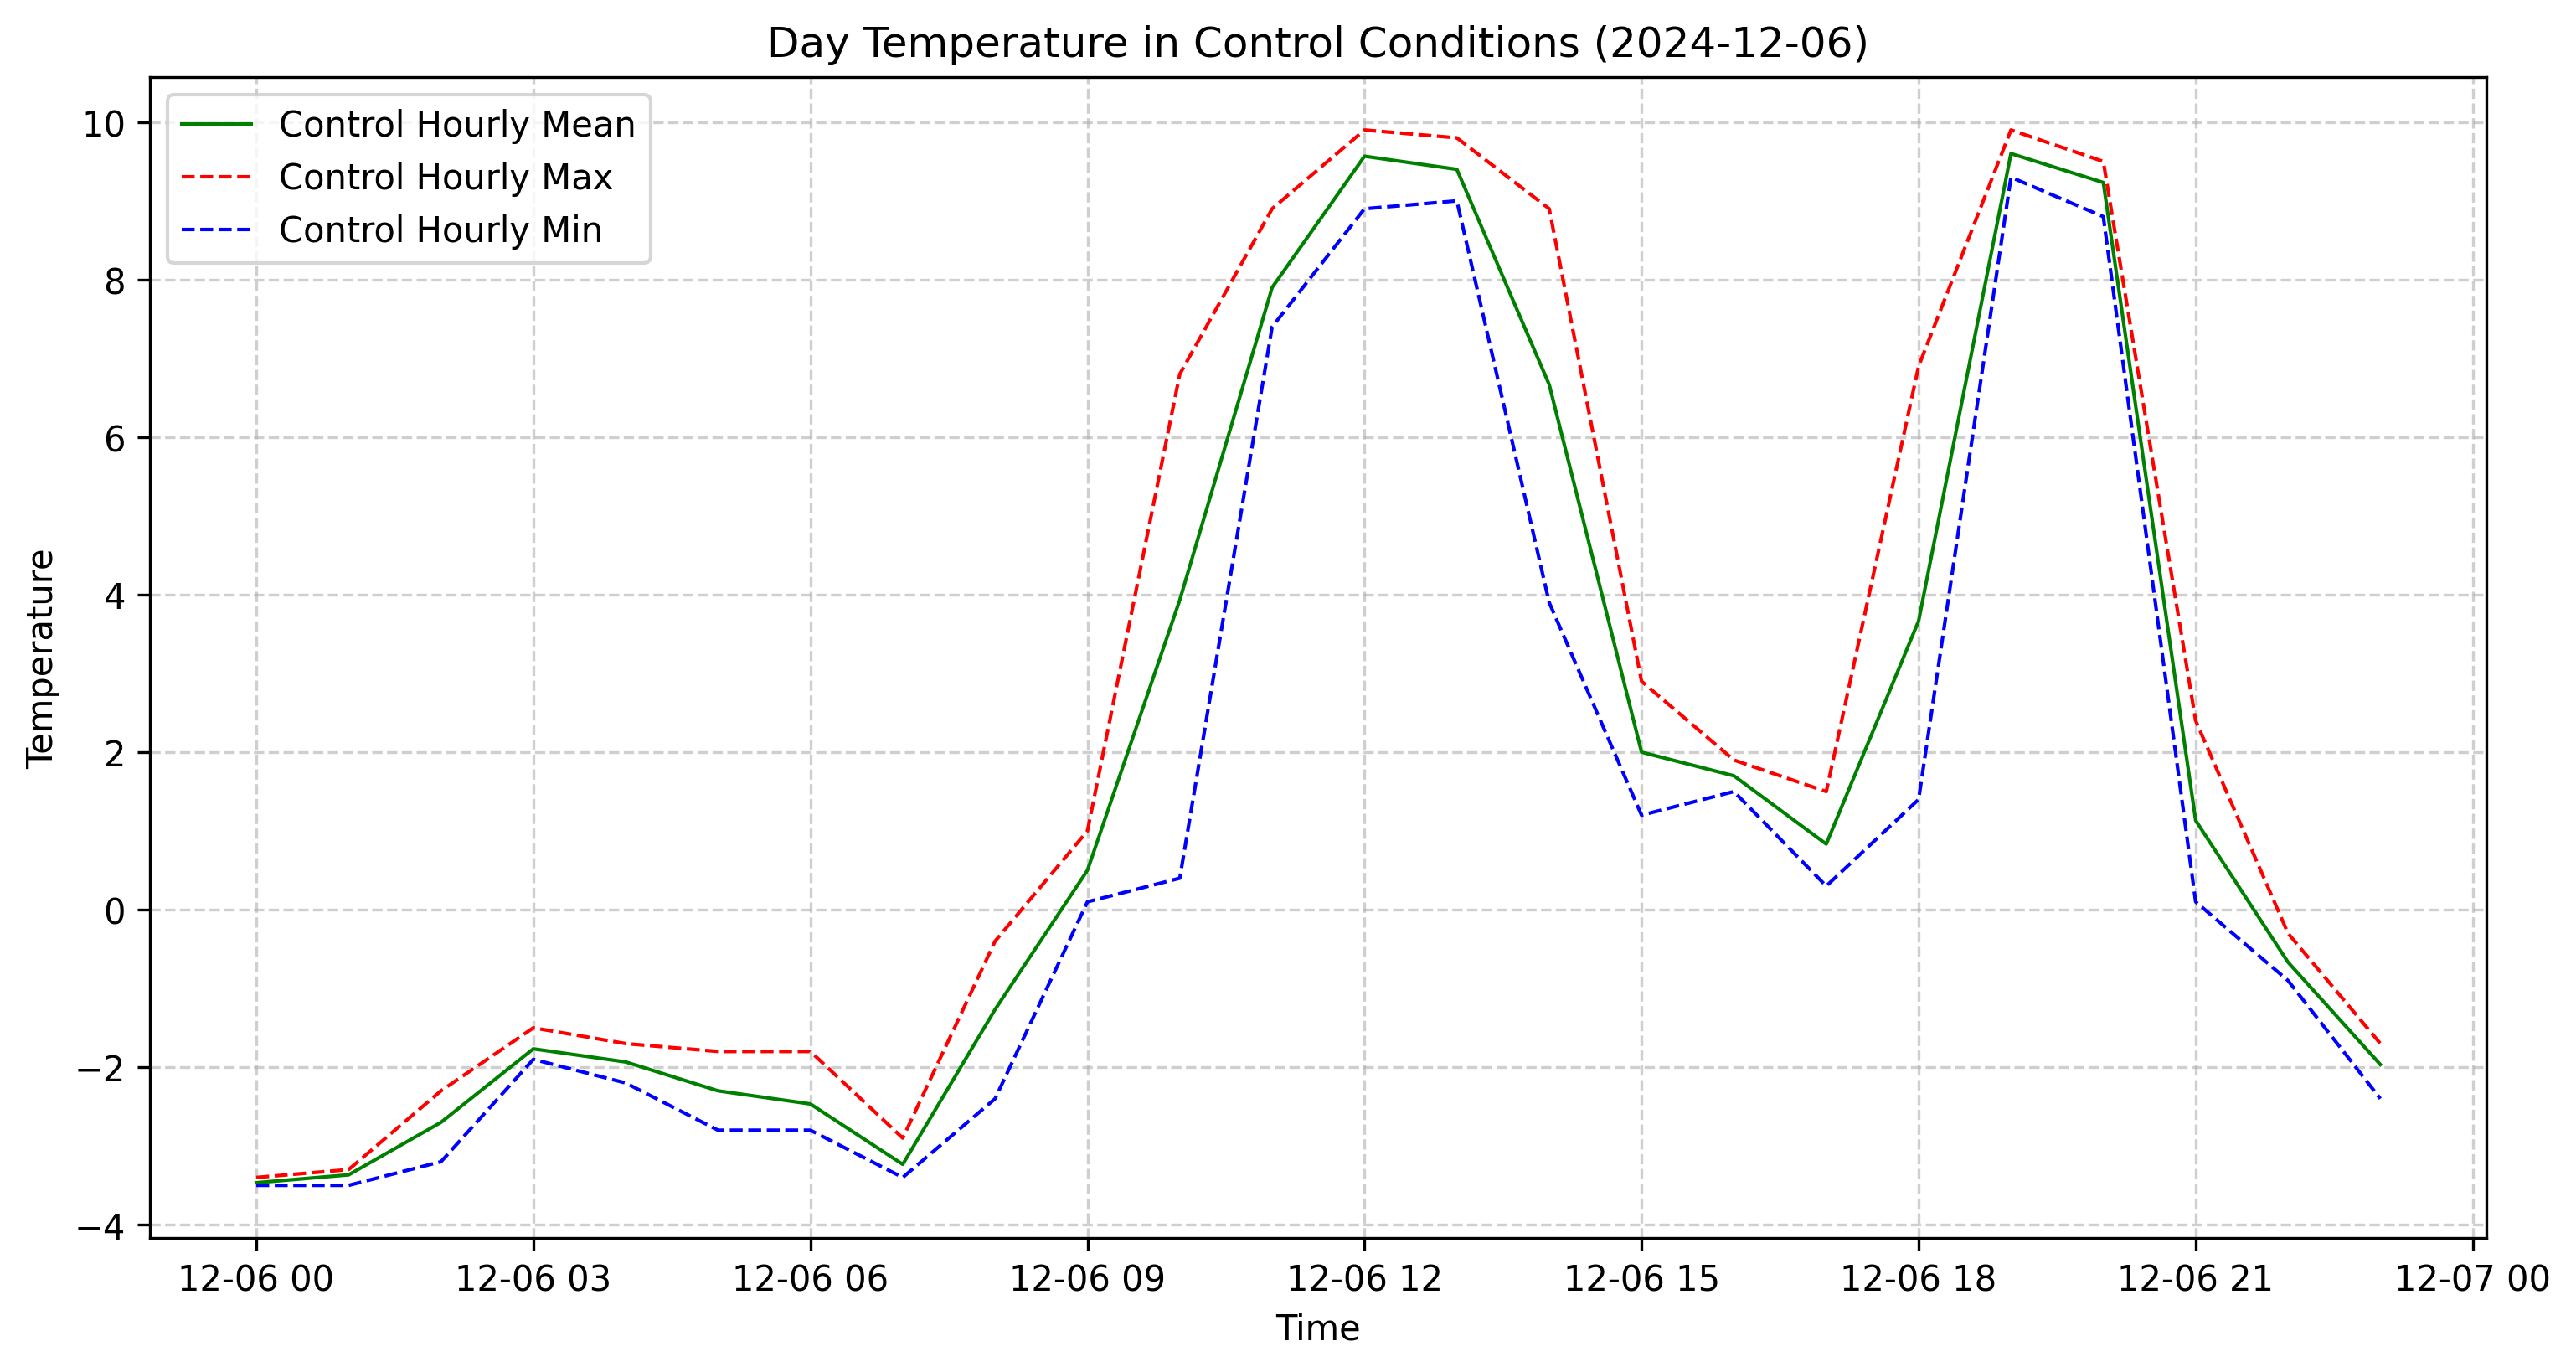 Day Temperature in Control Conditions (2024-12-06)
Control Hourly Mean
Control Hourly Max
Control Hourly Min
10
8
6
4
2
0
−2
−4
Temperature
12-06 00
12-06 03
12-06 06
12-06 09
12-06 12
12-06 15
12-06 18
12-06 21
12-07 00
Time